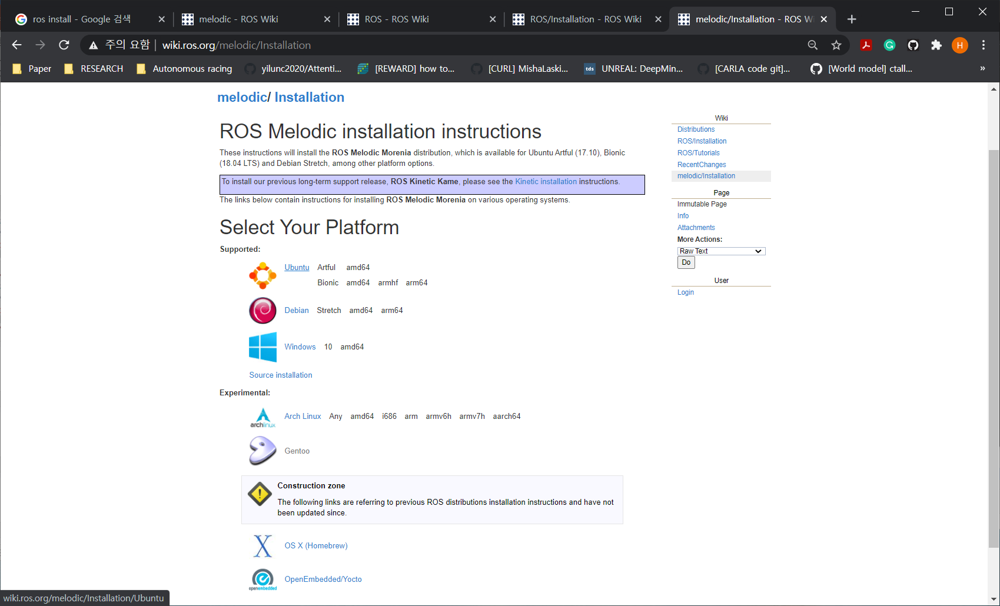 ros install - Google 검색
melodic - ROS Wiki
ROS - ROS Wiki
ROS/Installation - ROS Wiki
melodic/Installation - ROS Wi
주의 요함 | wiki.ros.org/melodic/Installation
H
Paper
RESEARCH
Autonomous racing
yilunc2020/Attenti...
[REWARD] how to...
[CURL] MishaLaski...
tds
UNREAL: DeepMin...
[CARLA code git]...
[World model] ctall...
»
melodic/ Installation
ROS Melodic installation instructions
These instructions will install the ROS Melodic Morenia distribution, which is available for Ubuntu Artful (17.10), Bionic
(18.04 LTS) and Debian Stretch, among other platform options.
To install our previous long-term support release, ROS Kinetic Kame, please see the Kinetic installation instructions.
The links below contain instructions for installing ROS Melodic Morenia on various operating systems.
Select Your Platform
Supported:
Ubuntu Artful amd64
Bionic amd64 armhf arm64
Debian Stretch amd64 arm64
Windows 10 amd64
Source installation
Experimental:
archlinux
Arch Linux Any amd64 i686 arm armv6h armv7h aarch64
Gentoo
Construction zone
The following links are referring to previous ROS distributions installation instructions and have not
been updated since.
X
OS X (Homebrew)
openembedded
OpenEmbedded/Yocto
Wiki
Distributions
ROS/Installation
ROS/Tutorials
RecentChanges
melodic/Installation
Page
Immutable Page
Info
Attachments
More Actions:
Raw Text
Do
User
Login
wiki.ros.org/melodic/Installation/Ubuntu